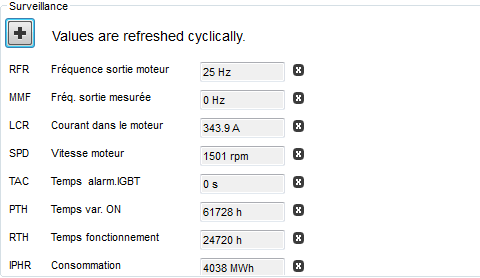 Surveillance
Values are refreshed cyclically.
RFR Fréquence sortie moteur 25 Hz
MMF Fréq. sortie mesurée 0 Hz
LCR Courant dans le moteur 343.9 A
SPD Vitesse moteur 1501 rpm
TAC Temps alarm.IGBT 0 s
PTH Temps var. ON 61728 h
RTH Temps fonctionnement 24720 h
IPHR Consommation 4038 MWh